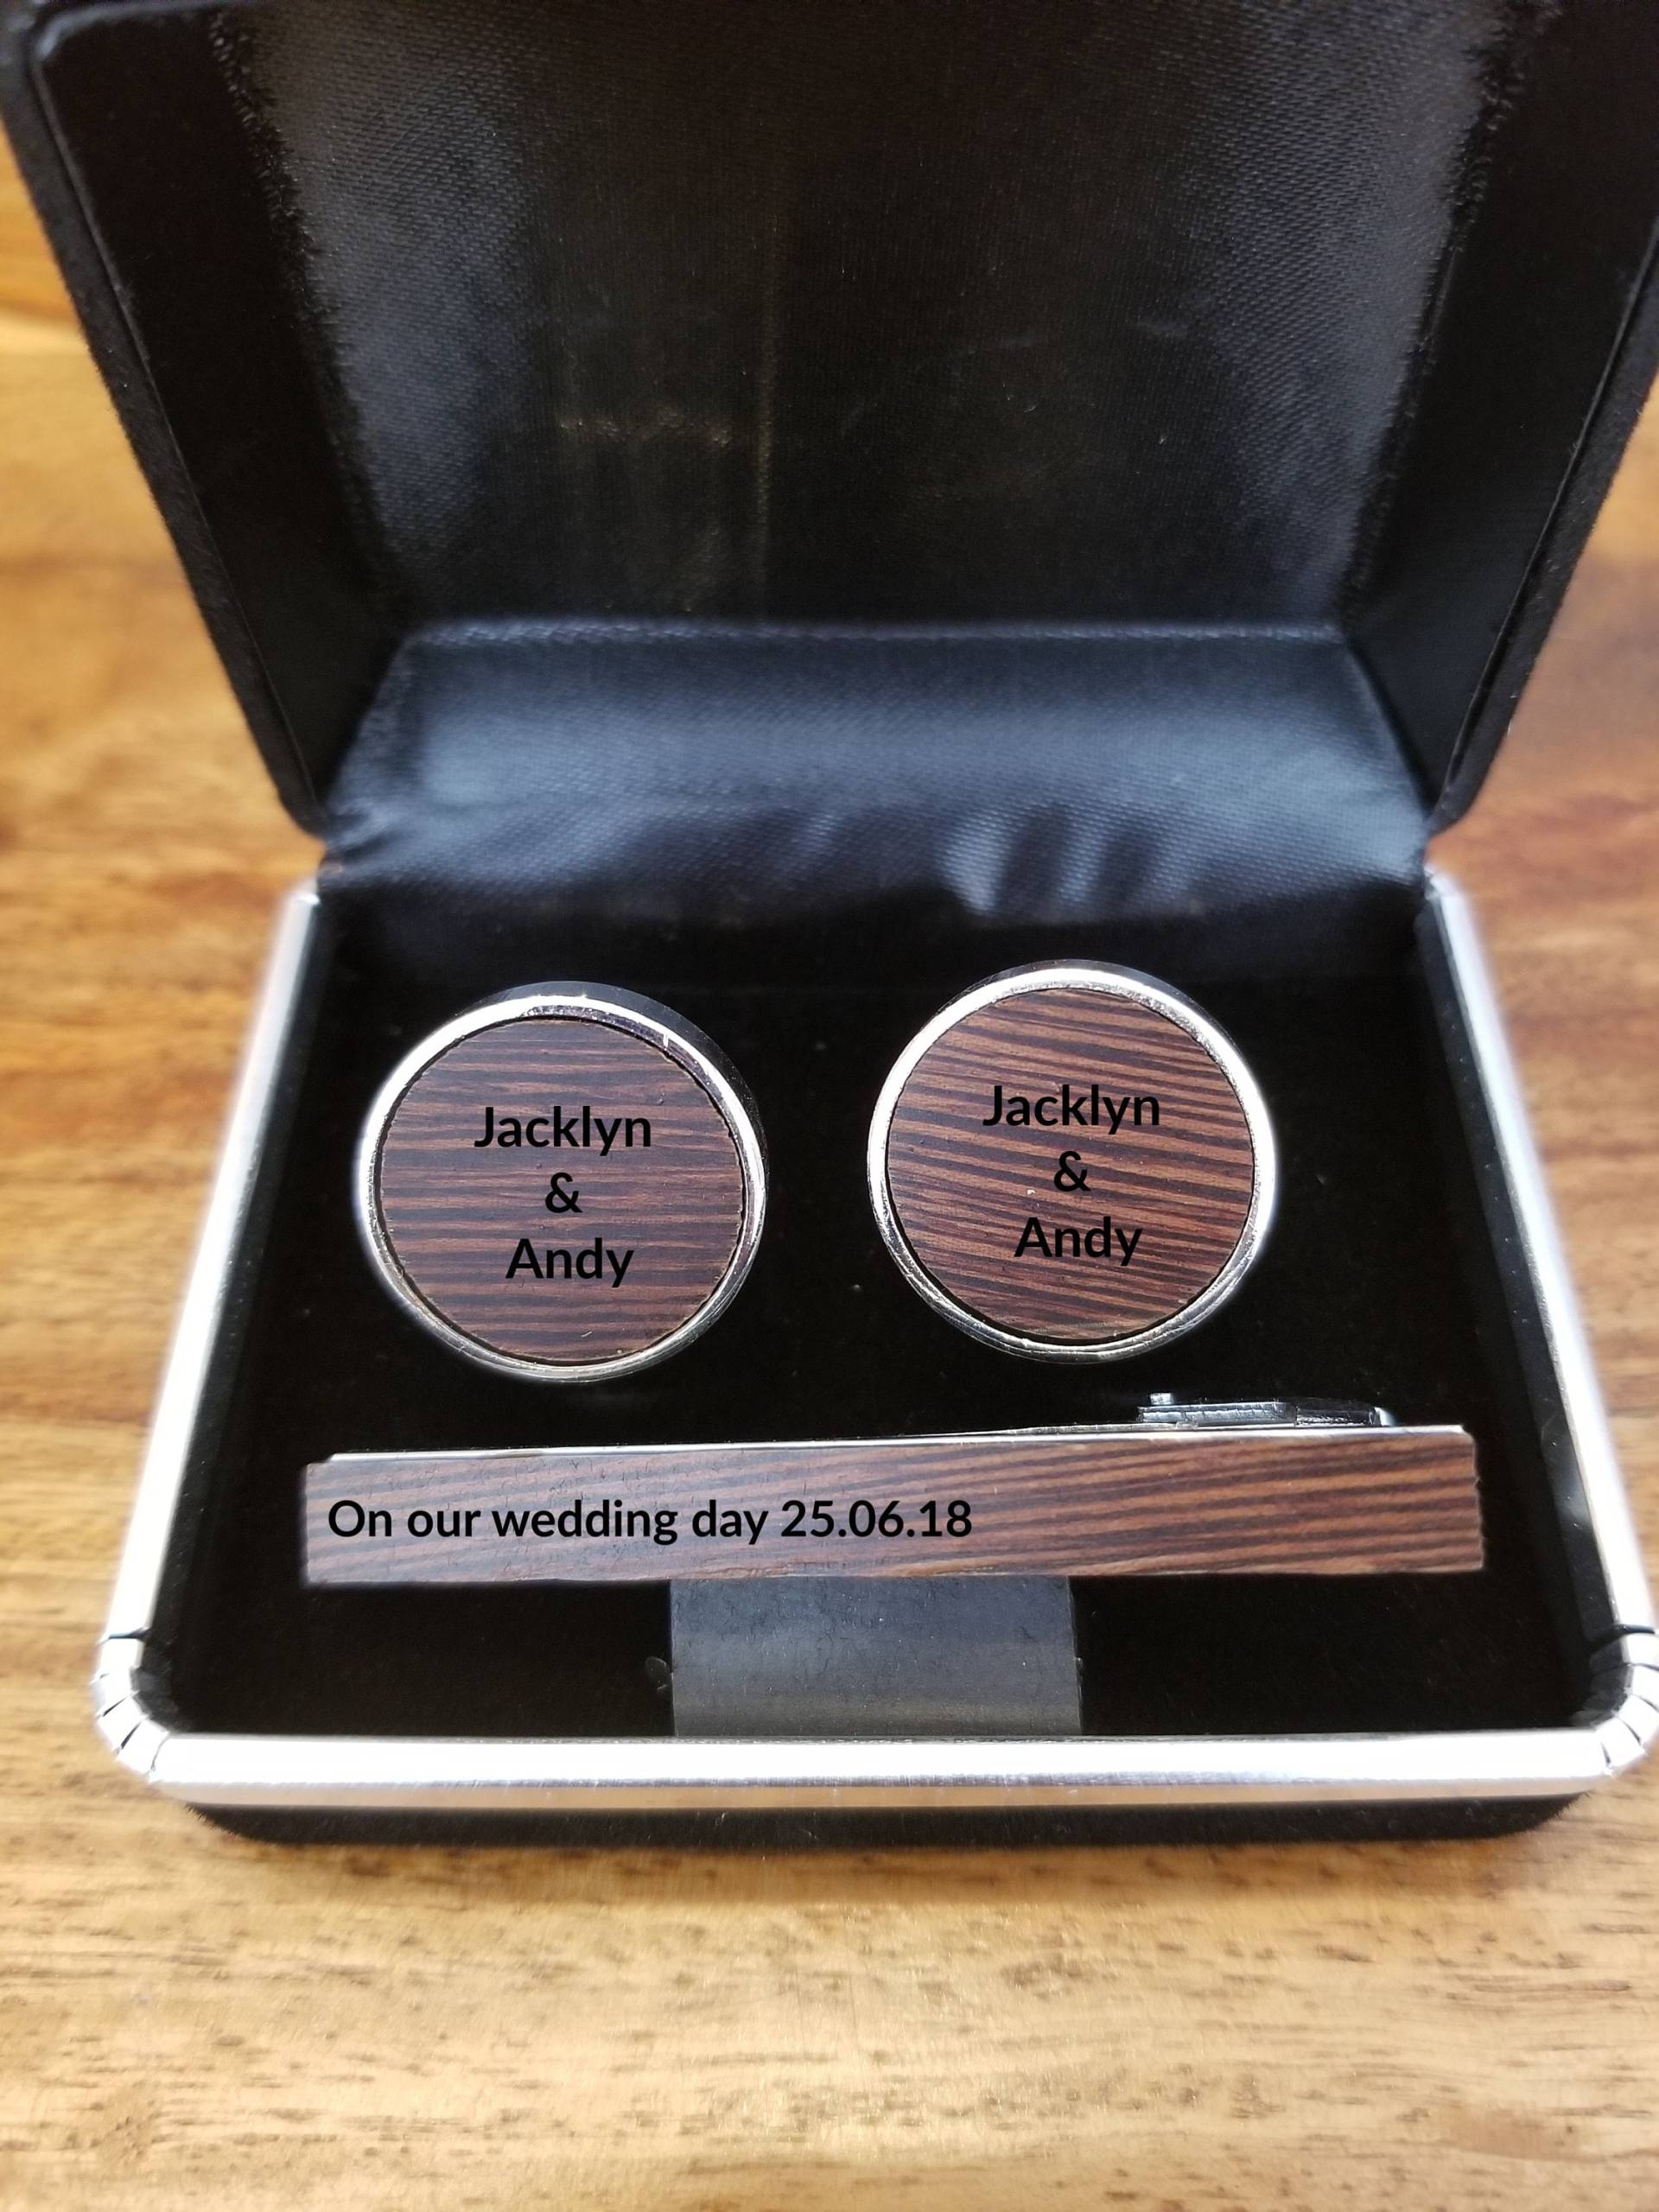 Jacklyn
&
Andy
Jacklyn
&
Andy
On our wedding day 25.06.18